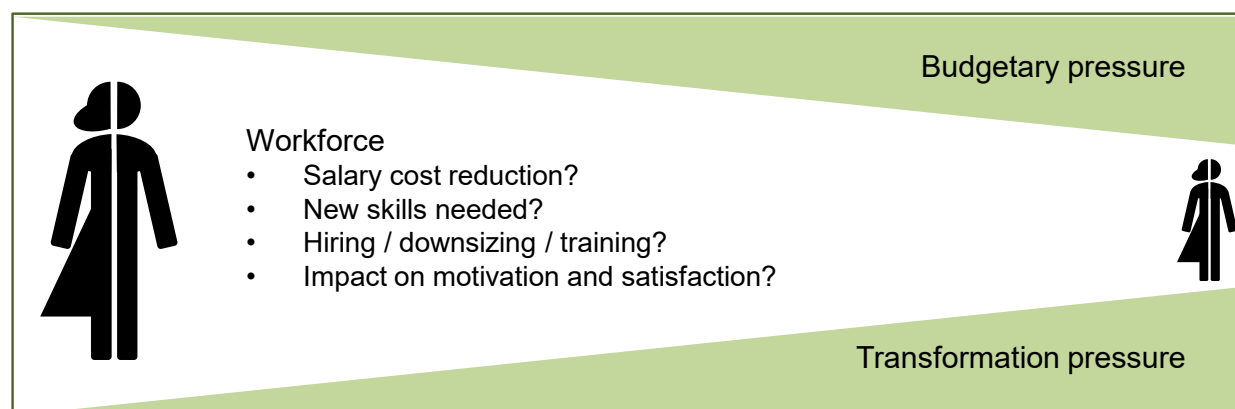 Budgetary pressure
Workforce
• Salary cost reduction?
• New skills needed?
• Hiring / downsizing / training?
• Impact on motivation and satisfaction?
Transformation pressure